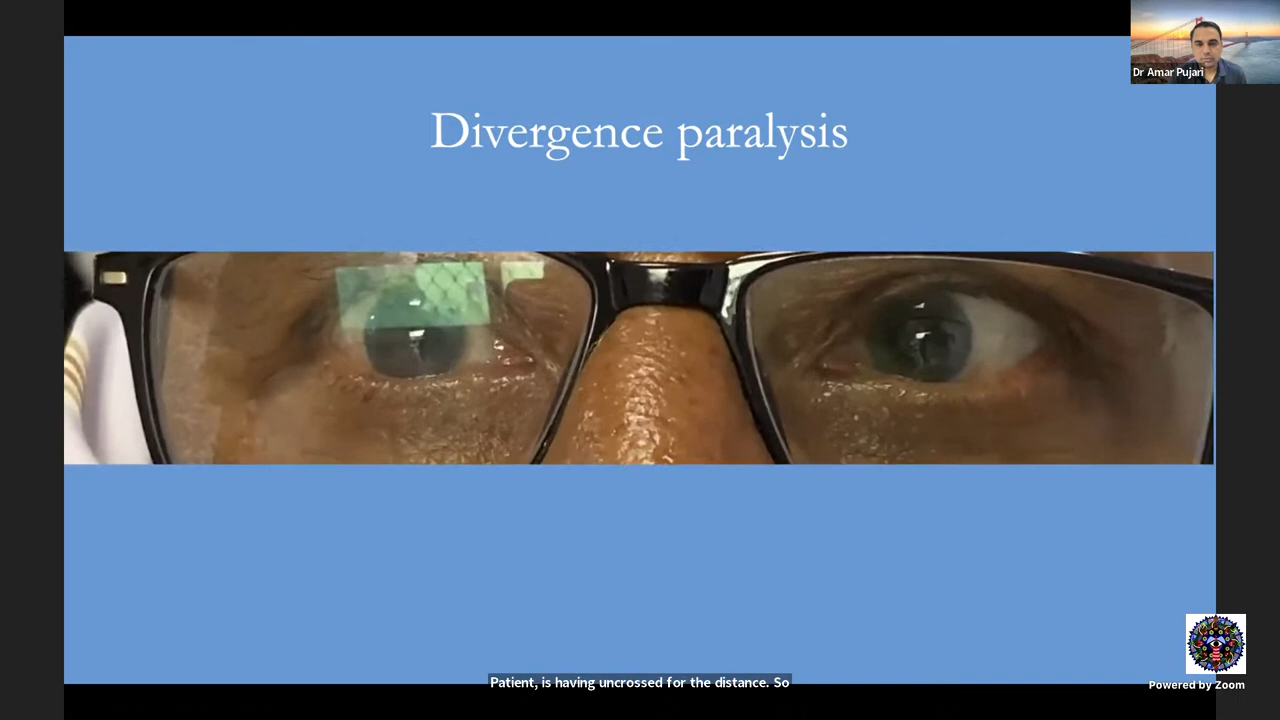 Dr Amar Pujari
Divergence paralysis
Patient, is having uncrossed for the distance. So
Powered by Zoom